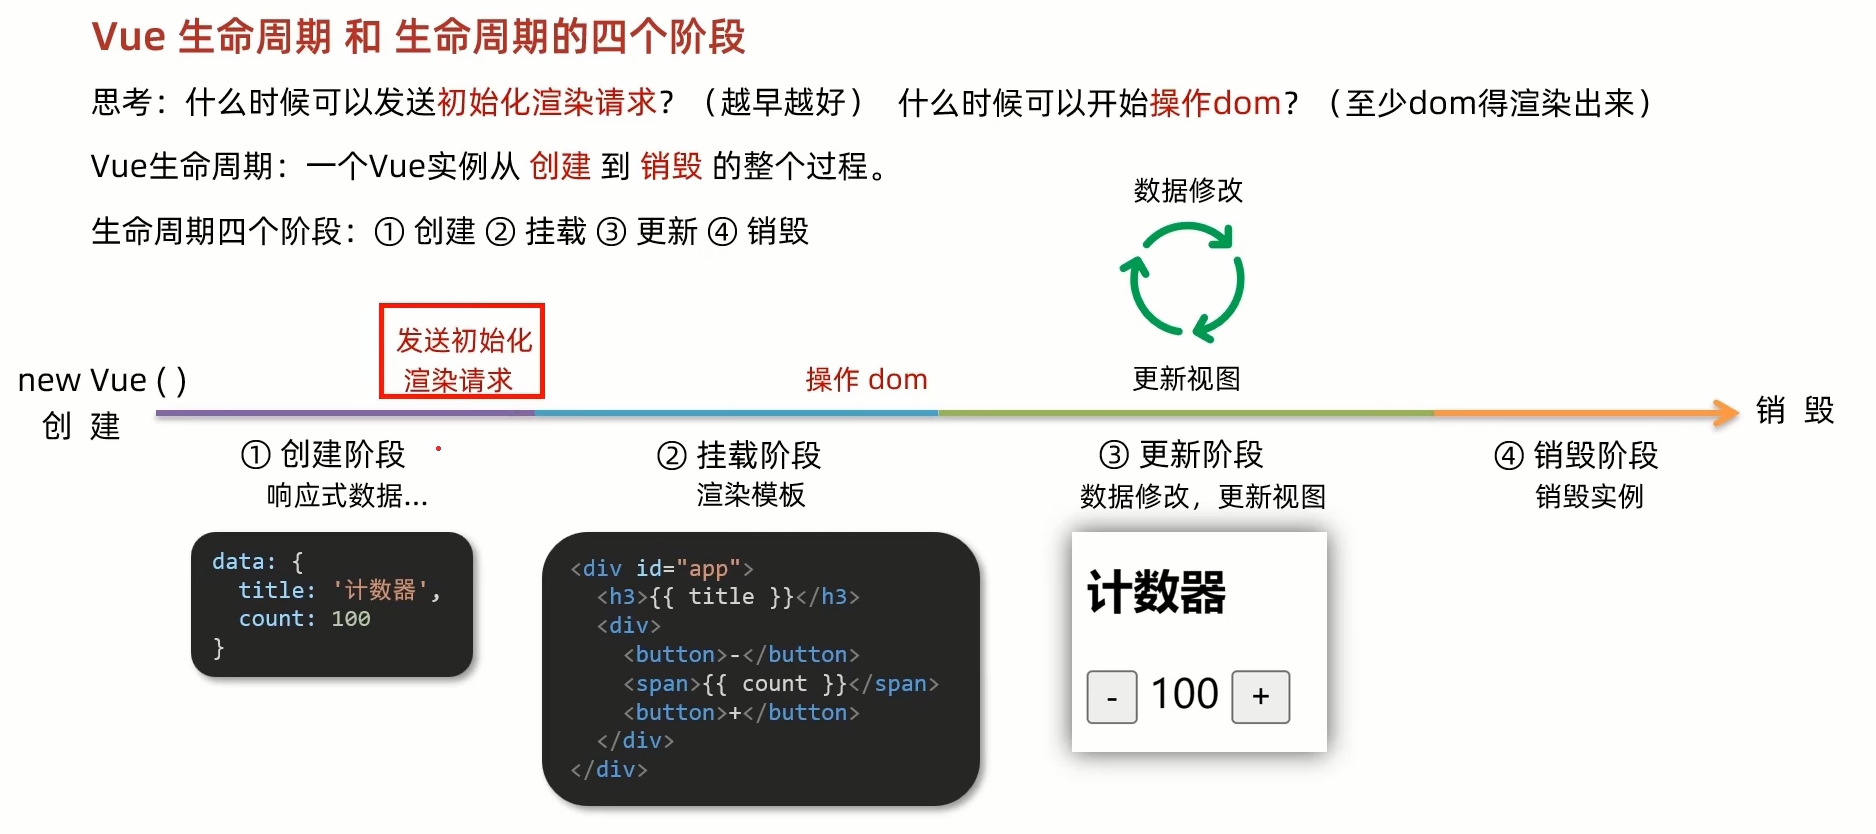 Vue 生命周期 和 生命周期的四个阶段
思考：什么时候可以发送初始化渲染请求？（越早越好） 什么时候可以开始操作dom？（至少dom得渲染出来）
Vue生命周期：一个Vue实例从 创建 到 销毁 的整个过程。
生命周期四个阶段：① 创建 ② 挂载 ③ 更新 ④ 销毁
数据修改
更新视图
发送初始化
渲染请求
操作 dom
new Vue ( )
创 建
销 毁
① 创建阶段
响应式数据...
② 挂载阶段
渲染模板
③ 更新阶段
数据修改，更新视图
④ 销毁阶段
销毁实例
data: {
  title: '计数器',
  count: 100
}
<div id="app">
  <h3>{{ title }}</h3>
  <div>
    <button>-</button>
    <span>{{ count }}</span>
    <button>+</button>
  </div>
</div>
计数器
- 100 +